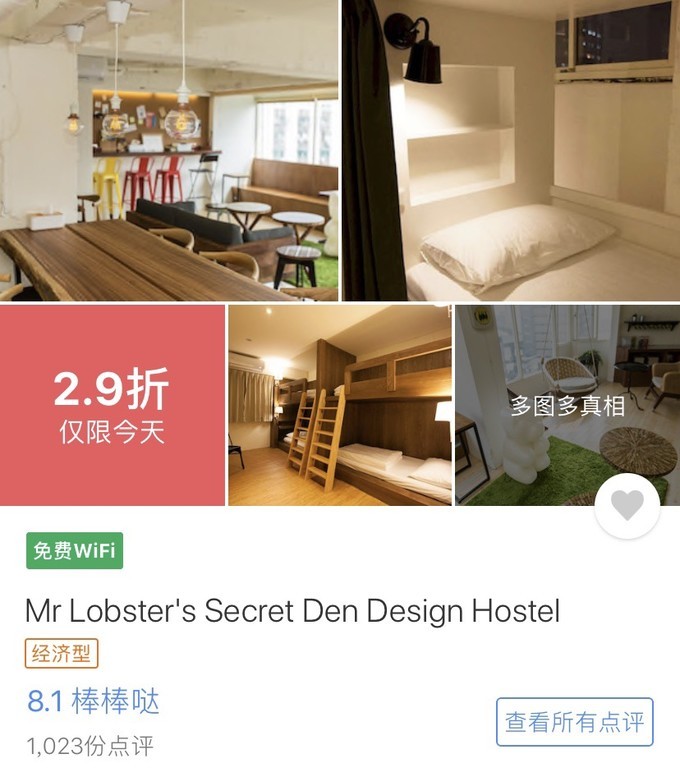 2.9折
仅限今天
多图多真相
免费WiFi
Mr Lobster's Secret Den Design Hostel
经济型
8.1 棒棒哒
1,023份点评
查看所有点评